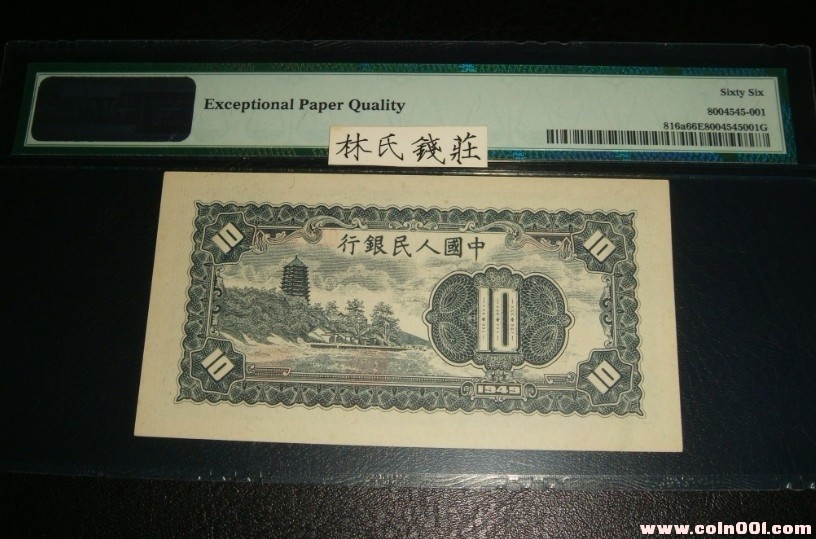 Exceptional Paper Quality
Sixty Six
8004545-001
816a66E8004545001G
林氏錢莊
行銀民人國中
10
10
10
10
10
1949
www.coin001.com